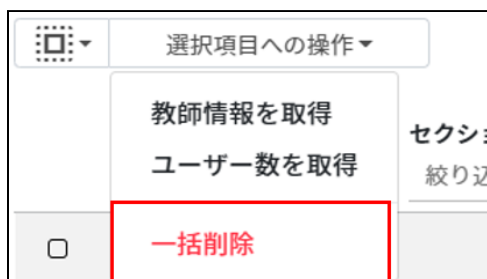 選択項目への操作
教師情報を取得
ユーザー数を取得
セクショ
絞り込
一括削除